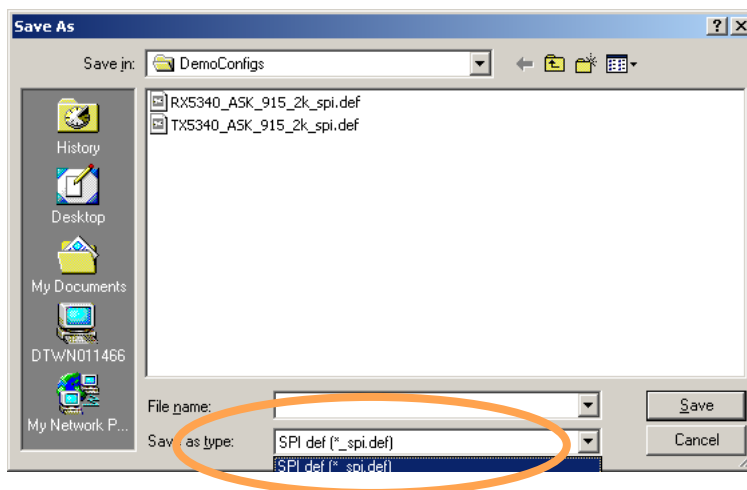 Save As
Save in: DemoConfigs
RX5340_ASK_915_2k_spi.def
TX5340_ASK_915_2k_spi.def
History
Desktop
My Documents
DTWN011466
My Network P...
File name:
Save
Save as type: SPI def (*_spi.def)
Cancel
SPI def (*_spi.def)